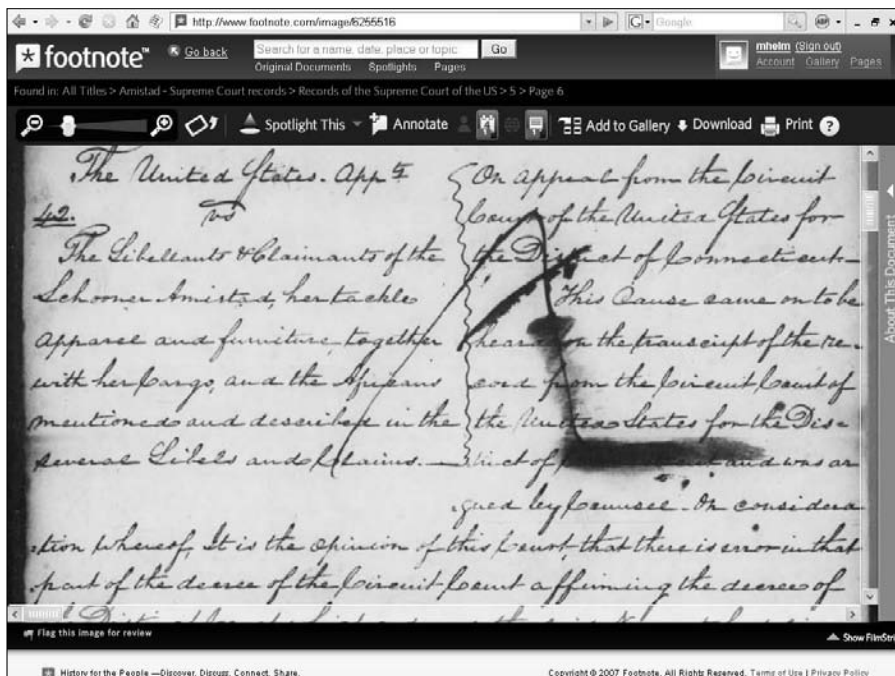 http://www.footnote.com/image/6255516
Google
footnote™
Go back
Search for a name, date, place or topic
Go
Original Documents Spotlights Pages
mhelm (Sign out)
Account Gallery Pages
Found in: All Titles > Amistad - Supreme Court records > Records of the Supreme Court of the US > 5 > Page 6
Spotlight This
Annotate
Add to Gallery
Download
Print
The United States. Appt
42.
vs
The Libellants & Claimants of the
Schooner Amistad, her tackle
apparel and furniture, together
with her Cargo, and the Africans
mentioned and described in the
several Libels and Claims.
On appeal from the Circuit
Court of the United States for
the District of Connecticut
This Cause came on to be
heard on the transcript of the re-
cord from the Circuit Court of
the United States for the Dis=
trict of and was ar
gued by Counsel. On considera
tion whereof, It is the opinion of this Court, that there is error in that
part of the decree of the Circuit Court affirming the decree of
About This Document
Flag this image for review
Show FilmStri
History for the People —Discover. Discuss. Connect. Share.
Copyright © 2007 Footnote. All Rights Reserved. Terms of Use | Privacy Policy